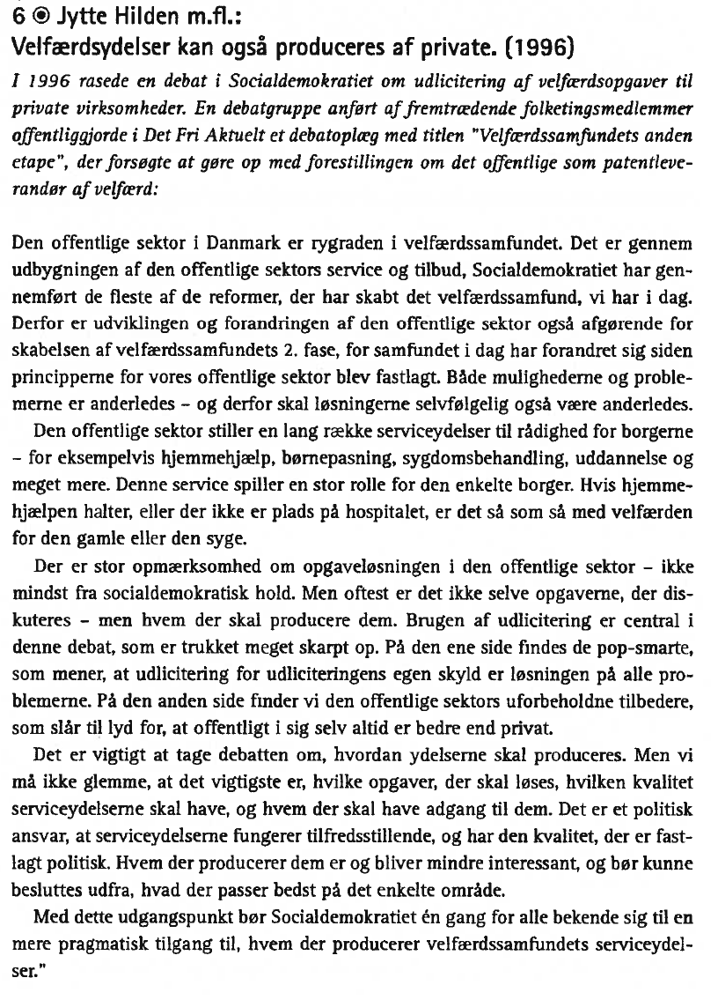 6 ◉ Jytte Hilden m.fl.:
Velfærdsydelser kan også produceres af private. (1996)
I 1996 rasede en debat i Socialdemokratiet om udlicitering af velfærdsopgaver til
private virksomheder. En debatgruppe anført af fremtrædende folketingsmedlemmer
offentliggjorde i Det Fri Aktuelt et debatoplæg med titlen "Velfærdssamfundets anden
etape", der forsøgte at gøre op med forestillingen om det offentlige som patentleve-
randør af velfærd:
Den offentlige sektor i Danmark er rygraden i velfærdssamfundet. Det er gennem
udbygningen af den offentlige sektors service og tilbud, Socialdemokratiet har gen-
nemført de fleste af de reformer, der har skabt det velfærdssamfund, vi har i dag.
Derfor er udviklingen og forandringen af den offentlige sektor også afgørende for
skabelsen af velfærdssamfundets 2. fase, for samfundet i dag har forandret sig siden
principperne for vores offentlige sektor blev fastlagt. Både mulighederne og proble-
merne er anderledes – og derfor skal løsningerne selvfølgelig også være anderledes.
Den offentlige sektor stiller en lang række serviceydelser til rådighed for borgerne
– for eksempelvis hjemmehjælp, børnepasning, sygdomsbehandling, uddannelse og
meget mere. Denne service spiller en stor rolle for den enkelte borger. Hvis hjemme-
hjælpen halter, eller der ikke er plads på hospitalet, er det så som så med velfærden
for den gamle eller den syge.
Der er stor opmærksomhed om opgaveløsningen i den offentlige sektor – ikke
mindst fra socialdemokratisk hold. Men oftest er det ikke selve opgaverne, der dis-
kuteres – men hvem der skal producere dem. Brugen af udlicitering er central i
denne debat, som er trukket meget skarpt op. På den ene side findes de pop-smarte,
som mener, at udlicitering for udliciteringens egen skyld er løsningen på alle pro-
blemerne. På den anden side finder vi den offentlige sektors uforbeholdne tilbedere,
som slår til lyd for, at offentligt i sig selv altid er bedre end privat.
Det er vigtigt at tage debatten om, hvordan ydelserne skal produceres. Men vi
må ikke glemme, at det vigtigste er, hvilke opgaver, der skal løses, hvilken kvalitet
serviceydelserne skal have, og hvem der skal have adgang til dem. Det er et politisk
ansvar, at serviceydelserne fungerer tilfredsstillende, og har den kvalitet, der er fast-
lagt politisk. Hvem der producerer dem er og bliver mindre interessant, og bør kunne
besluttes udfra, hvad der passer bedst på det enkelte område.
Med dette udgangspunkt bør Socialdemokratiet én gang for alle bekende sig til en
mere pragmatisk tilgang til, hvem der producerer velfærdssamfundets serviceydel-
ser."